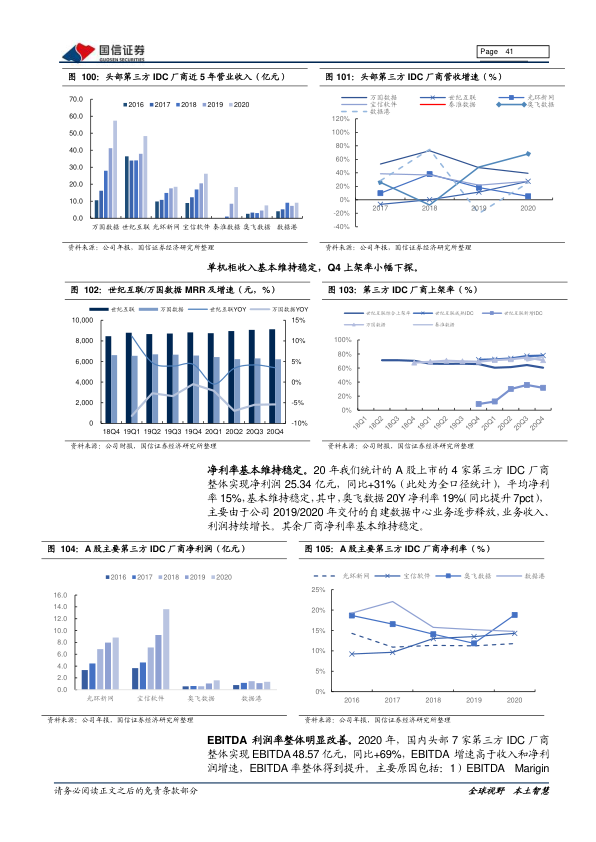 国信证券
GUOSEN SECURITIES
Page 41
图 100：头部第三方 IDC 厂商近 5 年营业收入（亿元）
2016 2017 2018 2019 2020
70.0
60.0
50.0
40.0
30.0
20.0
10.0
0.0
万国数据 世纪互联 光环新网 宝信软件 秦淮数据 奥飞数据 数据港
资料来源：公司年报、国信证券经济研究所整理
图 101：头部第三方 IDC 厂商营收增速（%）
万国数据 世纪互联 光环新网
宝信软件 秦淮数据 奥飞数据
数据港
120%
100%
80%
60%
40%
20%
0%
-20%
-40%
2017 2018 2019 2020
资料来源：公司年报、国信证券经济研究所整理
单机柜收入基本维持稳定，Q4 上架率小幅下探。
图 102：世纪互联/万国数据 MRR 及增速（元，%）
世纪互联 万国数据 世纪互联YOY 万国数据YOY
10,000
8,000
6,000
4,000
2,000
0
15%
10%
5%
0%
-5%
-10%
18Q4 19Q1 19Q2 19Q3 19Q4 20Q1 20Q2 20Q3 20Q4
资料来源：公司财报，国信证券经济研究所整理
图 103：第三方 IDC 厂商上架率（%）
世纪互联综合上架率 世纪互联成熟IDC 世纪互联新增IDC
万国数据 秦淮数据
100%
80%
60%
40%
20%
0%
18Q1 18Q2 18Q3 18Q4 19Q1 19Q2 19Q3 19Q4 20Q1 20Q2 20Q3 20Q4
资料来源：公司年报、国信证券经济研究所整理
净利率基本维持稳定。20 年我们统计的 A 股上市的 4 家第三方 IDC 厂商
整体实现净利润 25.34 亿元，同比+31%（此处为全口径统计），平均净利
率 15%，基本维持稳定，其中，奥飞数据 20Y 净利率 19%（同比提升 7pct），
主要由于公司 2019/2020 年交付的自建数据中心业务逐步释放，业务收入、
利润持续增长。其余厂商净利率基本维持稳定。
图 104：A 股主要第三方 IDC 厂商净利润（亿元）
2016 2017 2018 2019 2020
16.0
14.0
12.0
10.0
8.0
6.0
4.0
2.0
0.0
光环新网 宝信软件 奥飞数据 数据港
资料来源：公司年报、国信证券经济研究所整理
图 105：A 股主要第三方 IDC 厂商净利率（%）
光环新网 宝信软件 奥飞数据 数据港
25%
20%
15%
10%
5%
0%
2016 2017 2018 2019 2020
资料来源：公司年报、国信证券经济研究所整理
EBITDA 利润率整体明显改善。2020 年，国内头部 7 家第三方 IDC 厂商
整体实现 EBITDA 48.57 亿元，同比+69%，EBITDA 增速高于收入和净利
润增速，EBITDA 率整体得到提升。主要原因包括：1）EBITDA Marigin
请务必阅读正文之后的免责条款部分
全球视野 本土智慧